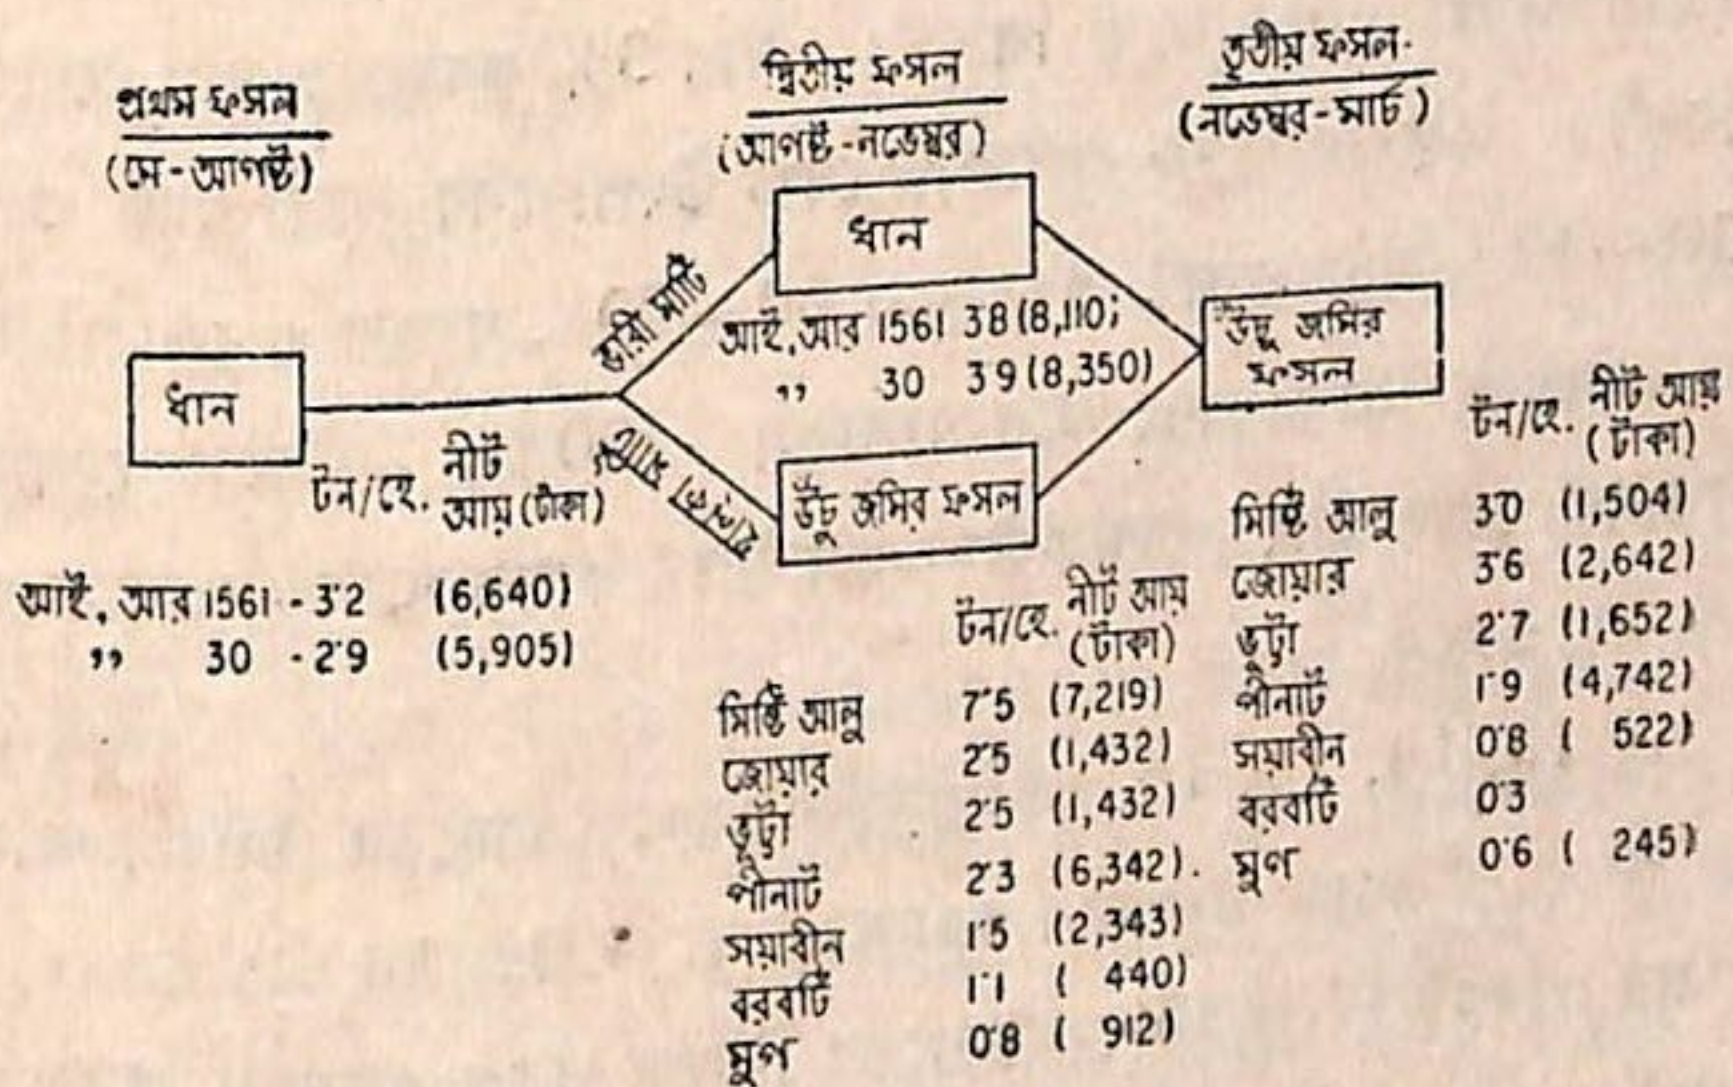 প্রথম ফসল
(মে-আগষ্ট)
দ্বিতীয় ফসল
(আগষ্ট-নভেম্বর)
তৃতীয় ফসল
(নভেম্বর-মার্চ)
ধান
ভারী মাটি
হাল্কা মাটি
ধান
আই, আর 1561 3·8 (8,110;
,, 30 3·9 (8,350)
উঁচু জমির ফসল
উঁচু জমির
ফসল
টন/হে. নীট
আয় (টাকা)
আই, আর 1561 - 3·2 (6,640)
,, 30 - 2·9 (5,905)
টন/হে. নীট আয়
(টাকা)
মিষ্টি আলু 7·5 (7,219)
জোয়ার 2·5 (1,432)
ভুট্টা 2·5 (1,432)
পীনাট 2·3 (6,342).
সয়াবীন 1·5 (2,343)
বরবটি 1·1 ( 440)
মুগ 0·8 ( 912)
টন/হে. নীট আয়
(টাকা)
মিষ্টি আলু 3·0 (1,504)
জোয়ার 3·6 (2,642)
ভুট্টা 2·7 (1,652)
পীনাট 1·9 (4,742)
সয়াবীন 0·8 ( 522)
বরবটি 0·3
মুগ 0·6 ( 245)